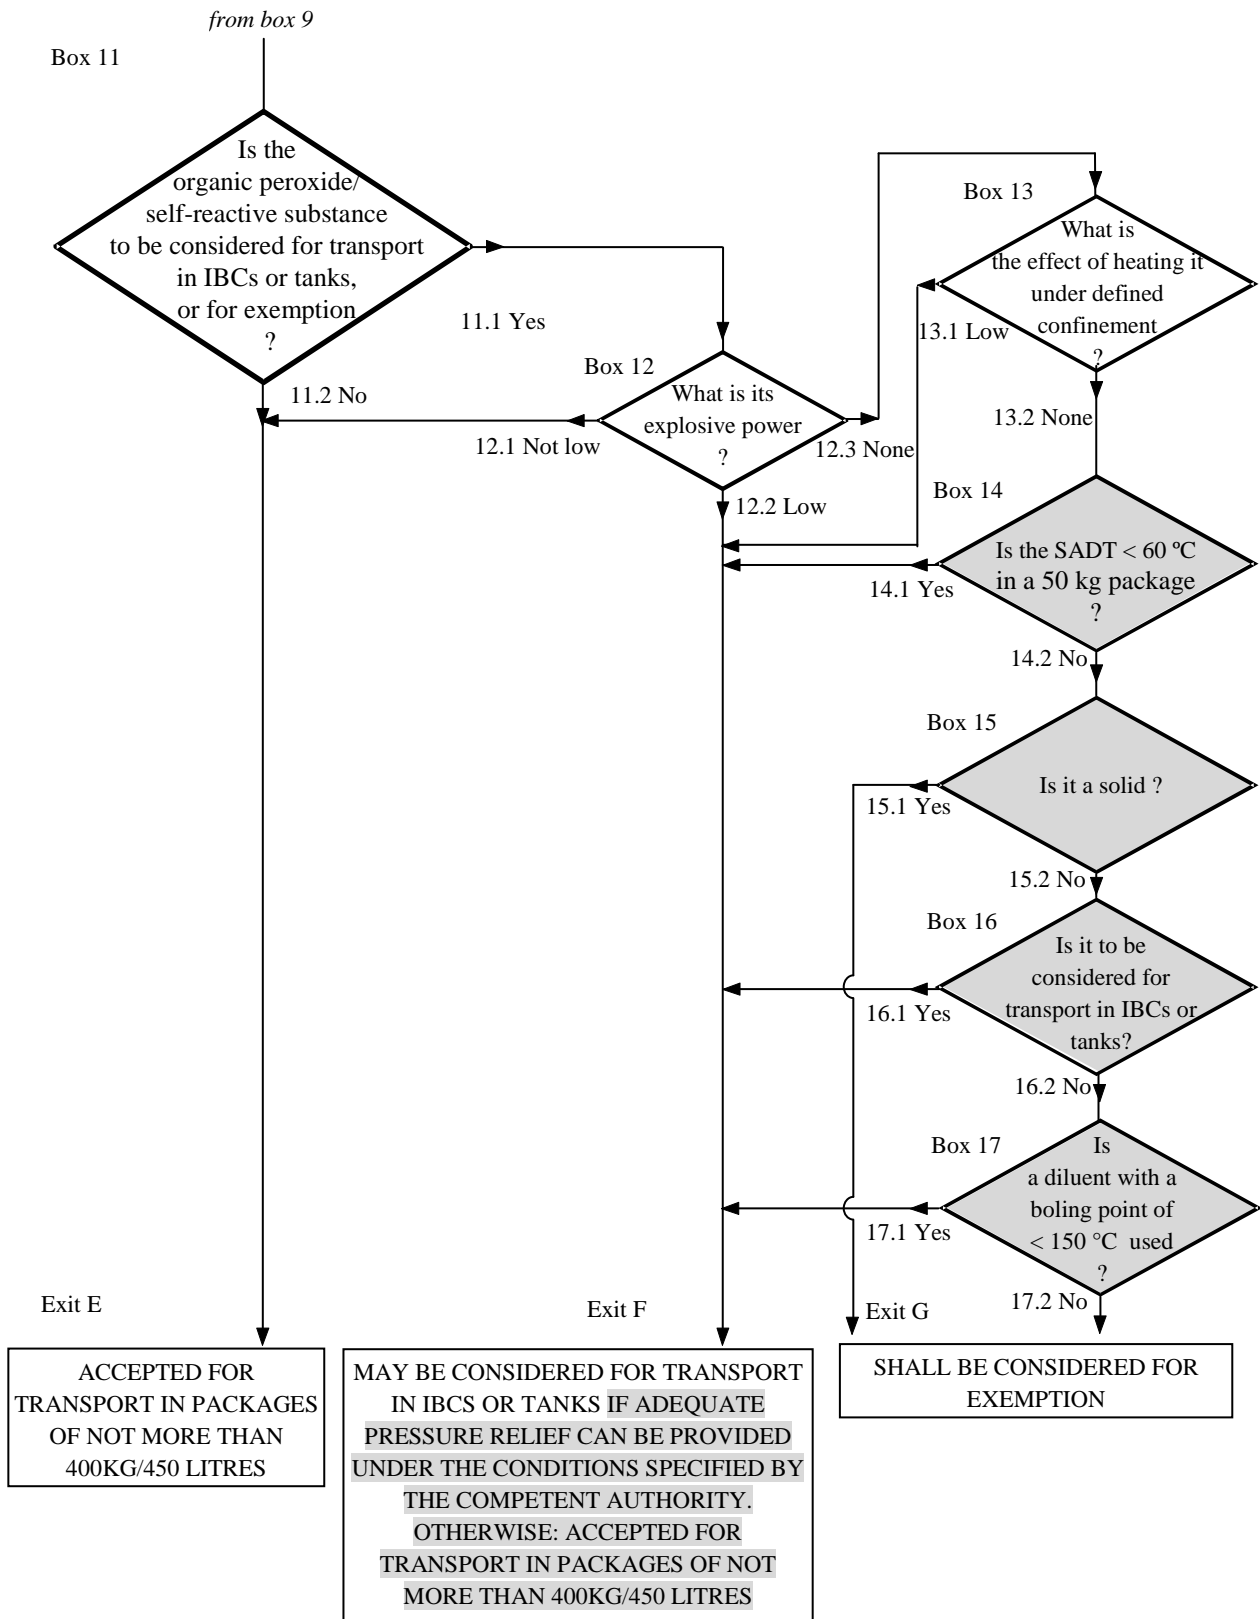 from box 9
Box 11
Is the
organic peroxide/
self-reactive substance
to be considered for transport
in IBCs or tanks,
or for exemption
?
11.1 Yes
11.2 No
Box 12
What is its
explosive power
?
12.1 Not low
12.3 None
12.2 Low
Box 13
What is
the effect of heating it
under defined
confinement
?
13.1 Low
13.2 None
Box 14
Is the SADT < 60 ºC
in a 50 kg package
?
14.1 Yes
14.2 No
Box 15
Is it a solid ?
15.1 Yes
15.2 No
Box 16
Is it to be
considered for
transport in IBCs or
tanks?
16.1 Yes
16.2 No
Box 17
Is
a diluent with a
boling point of
< 150 °C used
?
17.1 Yes
17.2 No
Exit E
ACCEPTED FOR
TRANSPORT IN PACKAGES
OF NOT MORE THAN
400KG/450 LITRES
Exit F
MAY BE CONSIDERED FOR TRANSPORT
IN IBCS OR TANKS IF ADEQUATE
PRESSURE RELIEF CAN BE PROVIDED
UNDER THE CONDITIONS SPECIFIED BY
THE COMPETENT AUTHORITY.
OTHERWISE: ACCEPTED FOR
TRANSPORT IN PACKAGES OF NOT
MORE THAN 400KG/450 LITRES
Exit G
SHALL BE CONSIDERED FOR
EXEMPTION